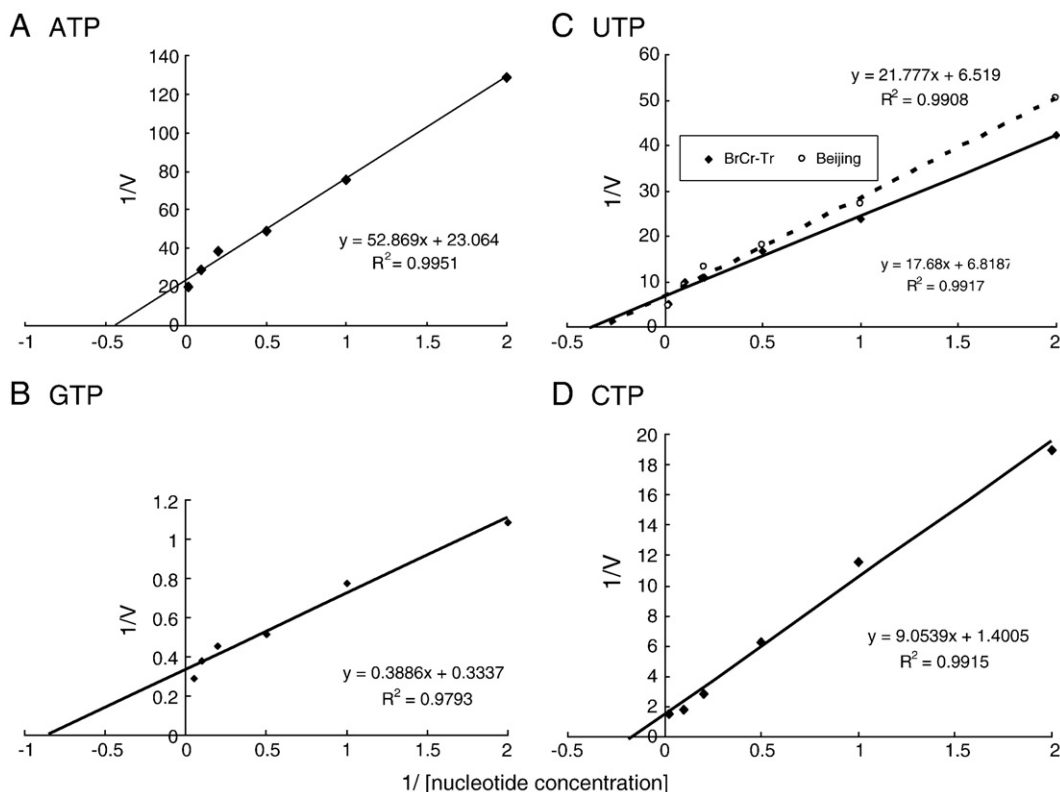 A ATP
140
120
100
80
60
40
20
0
1/V
y = 52.869x + 23.064
R² = 0.9951
-1 -0.5 0 0.5 1 1.5 2
C UTP
60
50
40
30
20
10
0
1/V
y = 21.777x + 6.519
R² = 0.9908
BrCr-Tr Beijing
y = 17.68x + 6.8187
R² = 0.9917
-0.5 0 0.5 1 1.5 2
B GTP
1.2
1
0.8
0.6
0.4
0.2
0
1/V
y = 0.3886x + 0.3337
R² = 0.9793
-1 -0.5 0 0.5 1 1.5 2
D CTP
20
18
16
14
12
10
8
6
4
2
0
1/V
y = 9.0539x + 1.4005
R² = 0.9915
-0.5 0 0.5 1 1.5 2
1/ [nucleotide concentration]